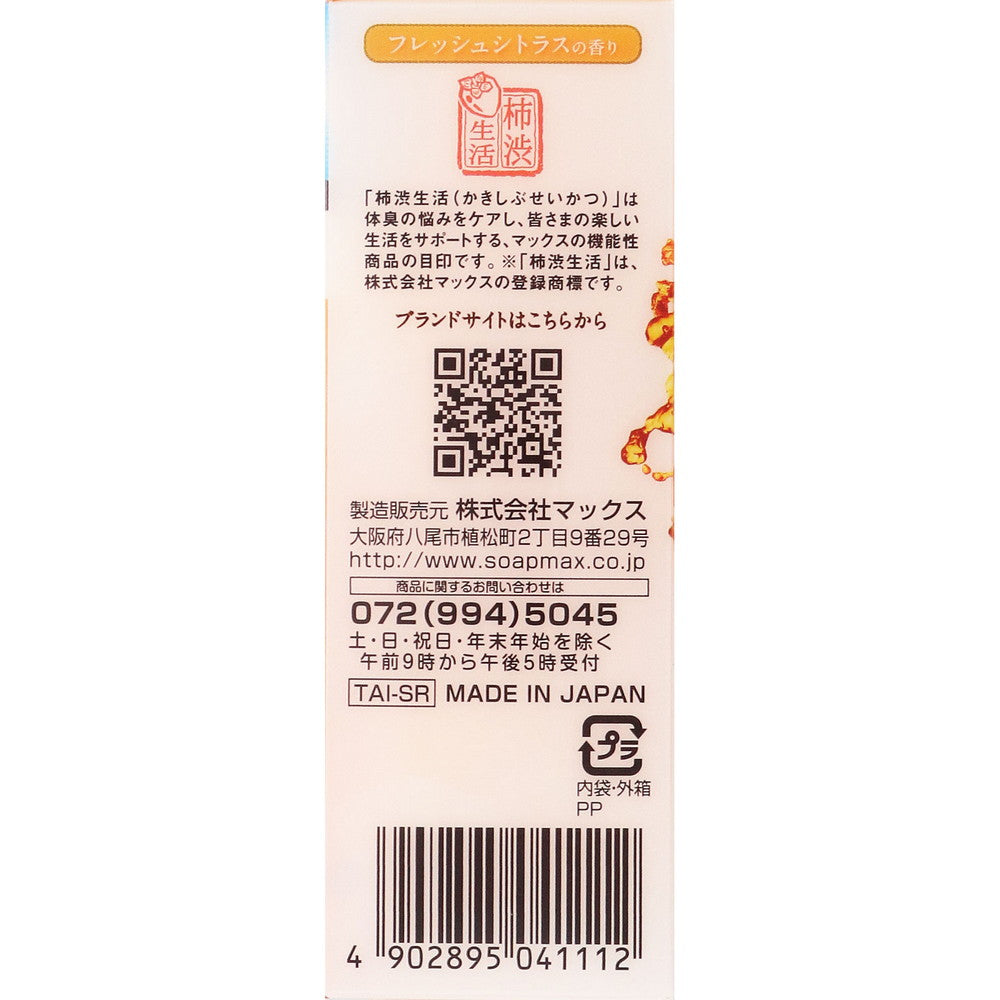 フレッシュシトラスの香り
柿渋
生活
「柿渋生活（かきしぶせいかつ）」は
体臭の悩みをケアし、皆さまの楽しい
生活をサポートする、マックスの機能性
商品の目印です。※「柿渋生活」は、
株式会社マックスの登録商標です。
ブランドサイトはこちらから
製造販売元 株式会社マックス
大阪府八尾市植松町2丁目9番29号
http://www.soapmax.co.jp
商品に関するお問い合わせは
072(994)5045
土・日・祝日・年末年始を除く
午前9時から午後5時受付
TAI-SR MADE IN JAPAN
プラ
内袋・外箱
PP
4 902895 041112